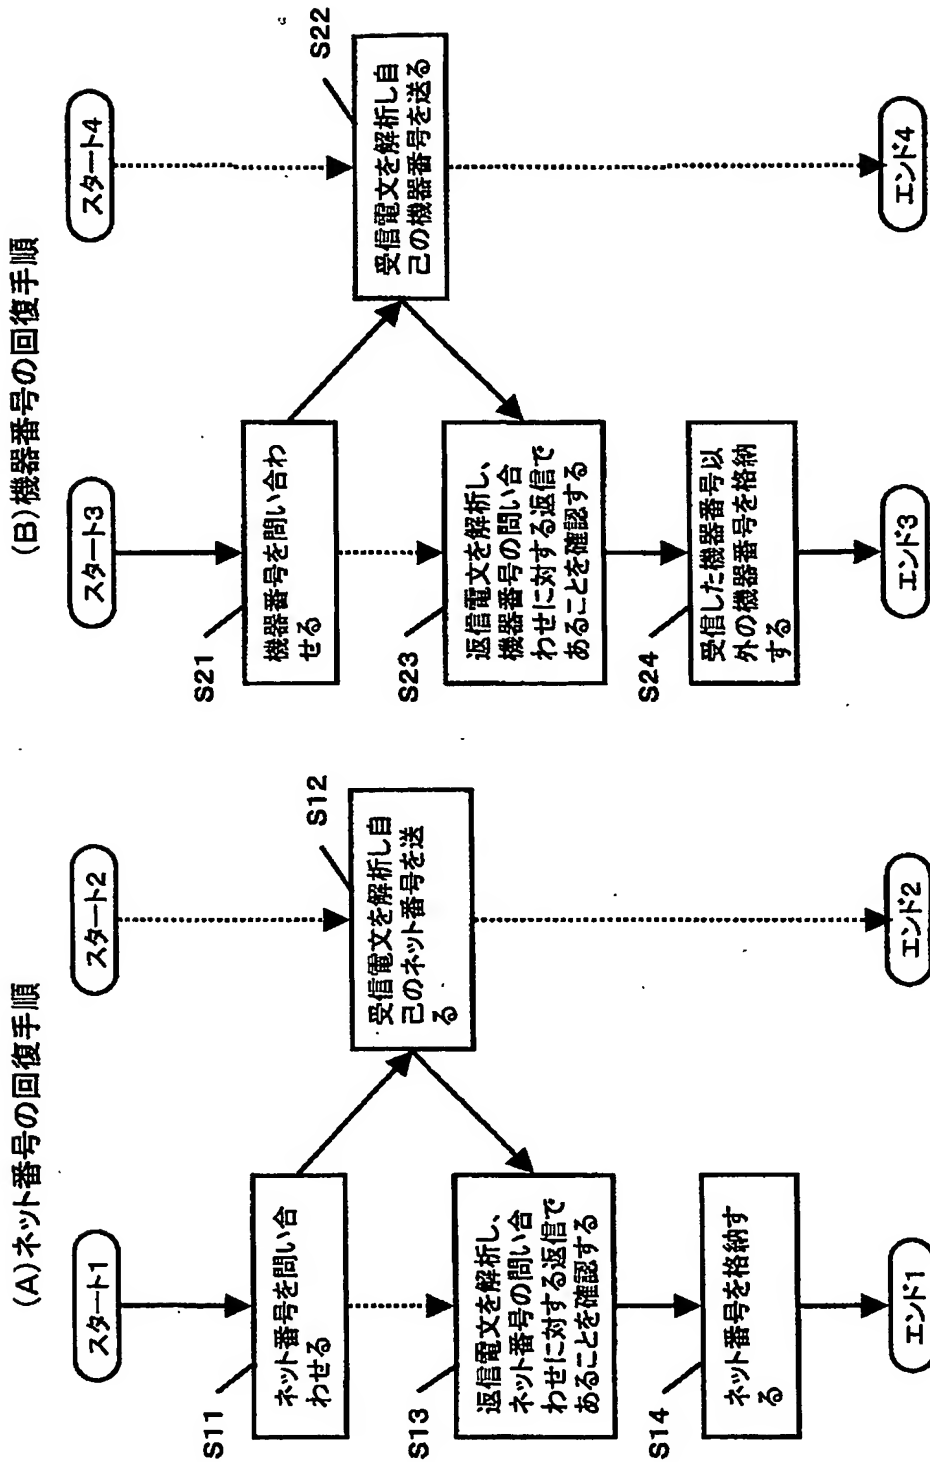 (A)ネット番号の回復手順
スタート1
スタート2
S11
ネット番号を問い合
わせる
S12
受信電文を解析し自
己のネット番号を送
る
S13
返信電文を解析し、
ネット番号の問い合
わせに対する返信で
あることを確認する
S14
ネット番号を格納す
る
エンド1
エンド2
(B)機器番号の回復手順
スタート3
スタート4
S21
機器番号を問い合わ
せる
S22
受信電文を解析し自
己の機器番号を送る
S23
返信電文を解析し、
機器番号の問い合
わせに対する返信で
あることを確認する
S24
受信した機器番号以
外の機器番号を格納
する
エンド3
エンド4